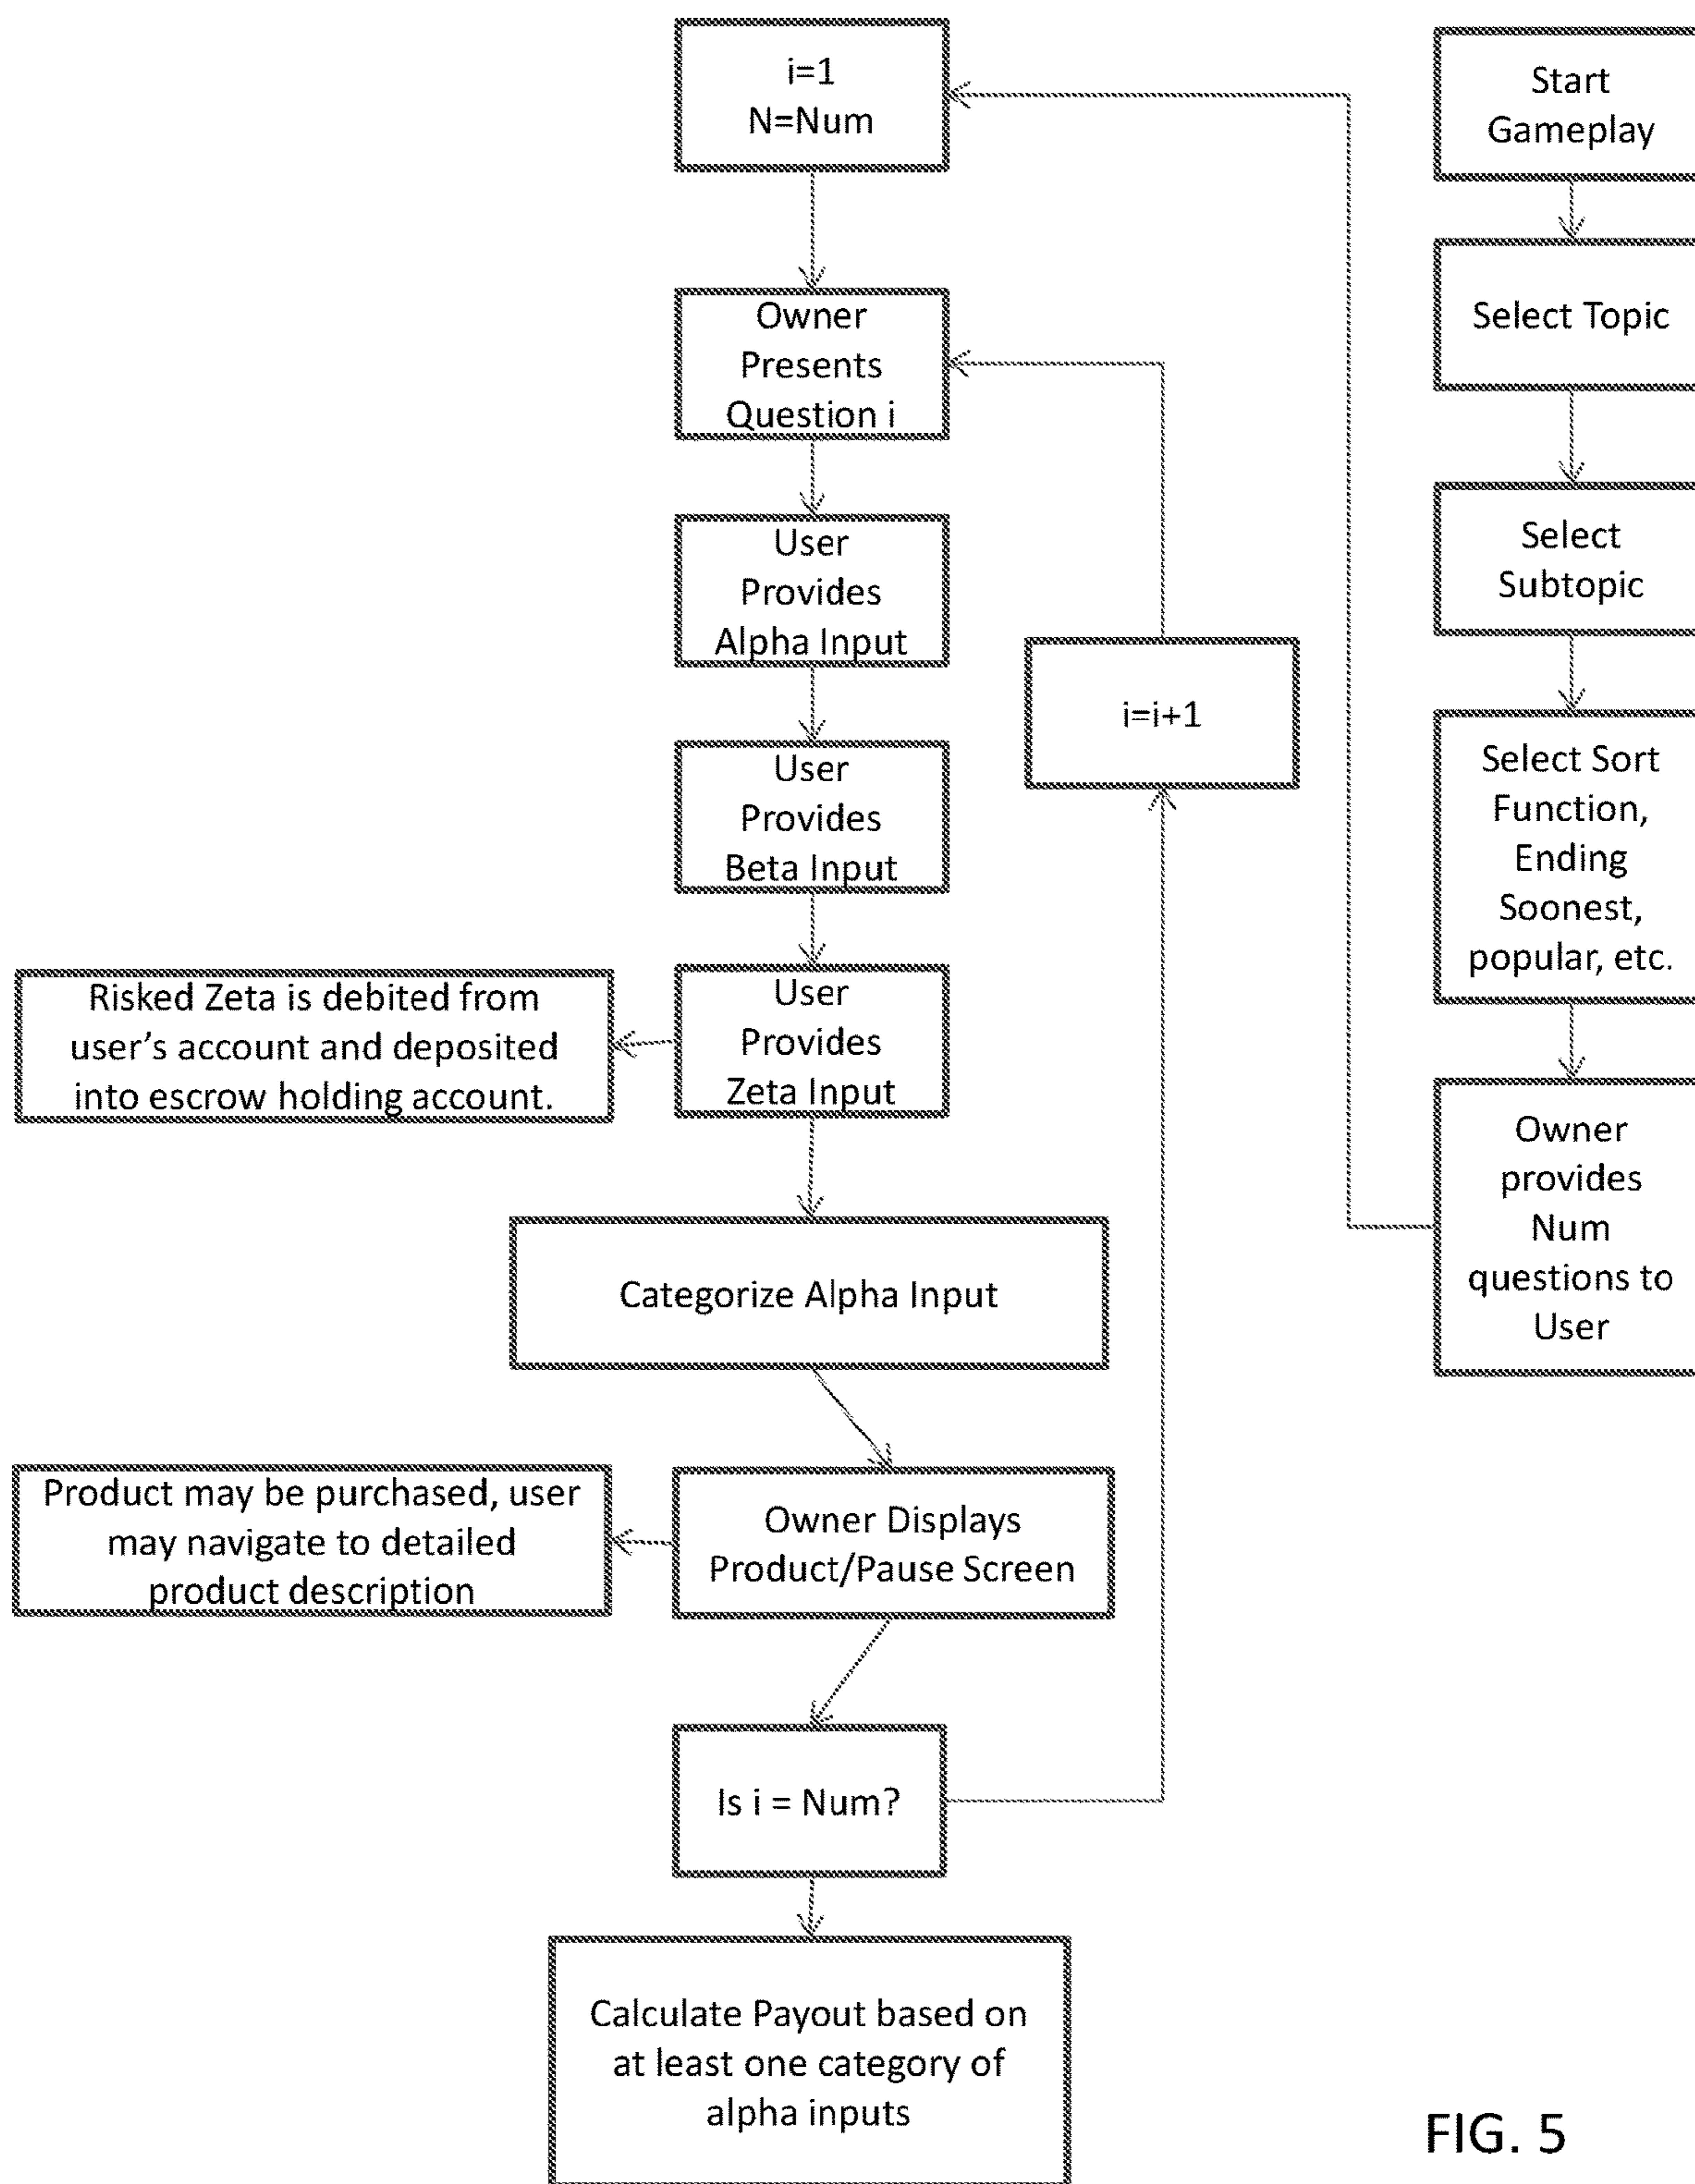 i=1
N=Num
Owner
Presents
Question i
User
Provides
Alpha Input
User
Provides
Beta Input
User
Provides
Zeta Input
Risked Zeta is debited from
user’s account and deposited
into escrow holding account.
Categorize Alpha Input
Owner Displays
Product/Pause Screen
Product may be purchased, user
may navigate to detailed
product description
Is i = Num?
Calculate Payout based on
at least one category of
alpha inputs
i=i+1
Start
Gameplay
Select Topic
Select
Subtopic
Select Sort
Function,
Ending
Soonest,
popular, etc.
Owner
provides
Num
questions to
User
FIG. 5